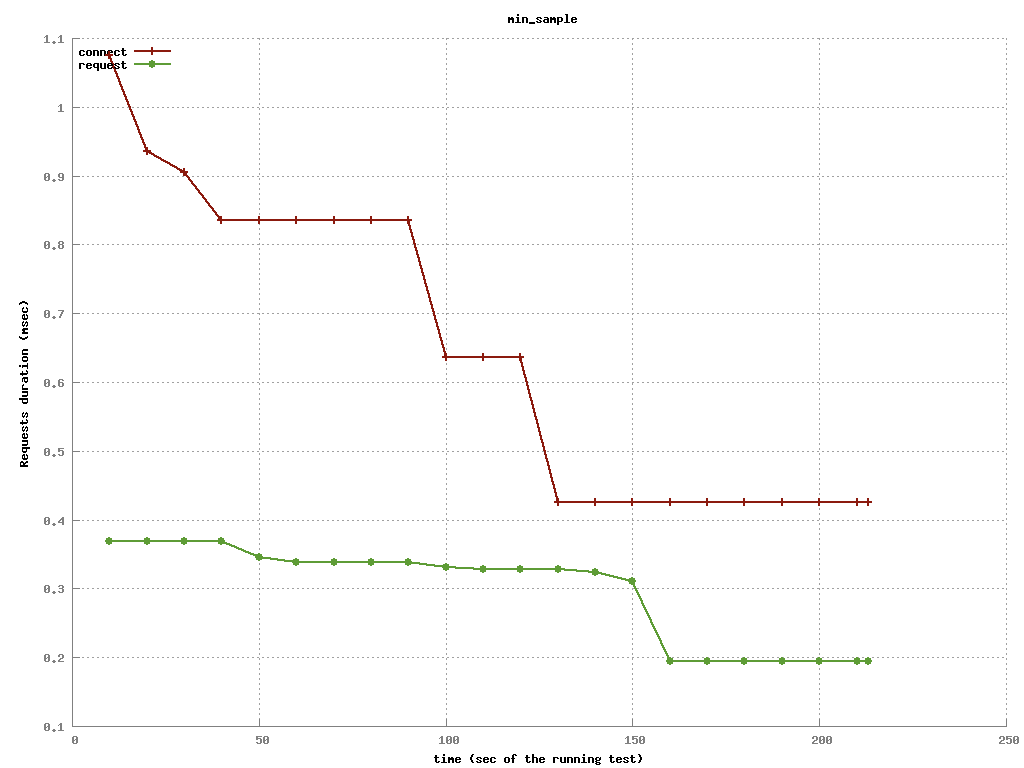 min_sample
connect
request
1.1
1
0.9
0.8
0.7
0.6
0.5
0.4
0.3
0.2
0.1
Requests duration (msec)
0 50 100 150 200 250
time (sec of the running test)